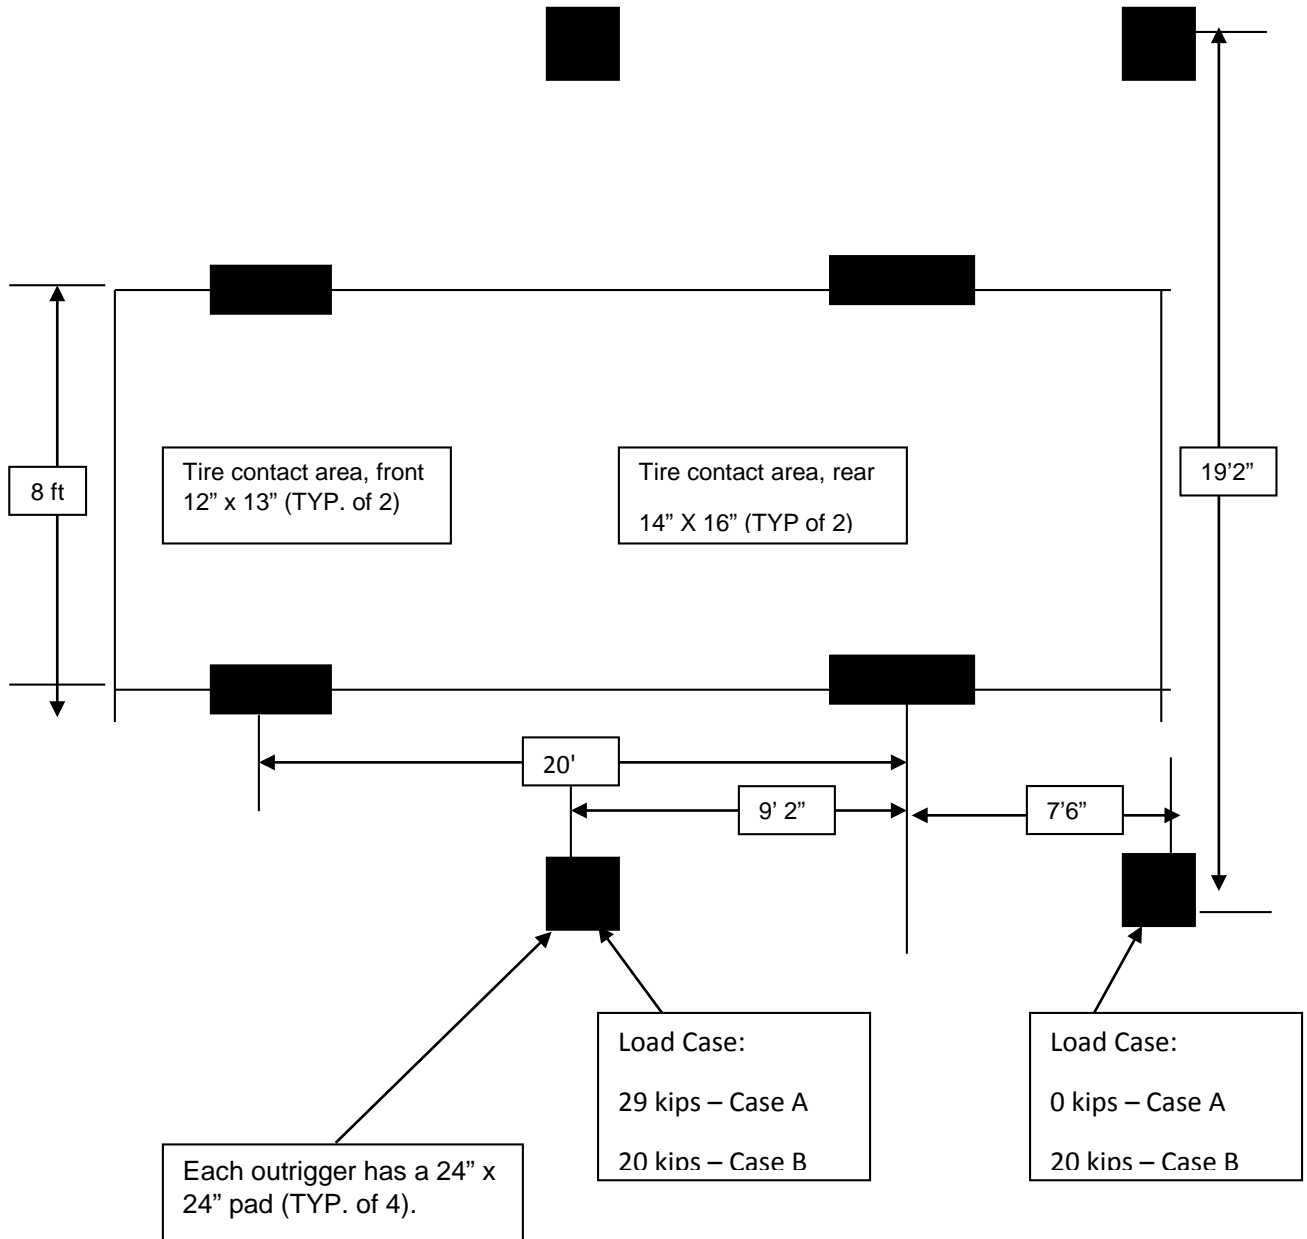 8 ft
Tire contact area, front
12” x 13” (TYP. of 2)
Tire contact area, rear
14” X 16” (TYP of 2)
19’2”
20'
9’ 2”
7’6”
Load Case:
29 kips – Case A
20 kips – Case B
Load Case:
0 kips – Case A
20 kips – Case B
Each outrigger has a 24” x
24” pad (TYP. of 4).